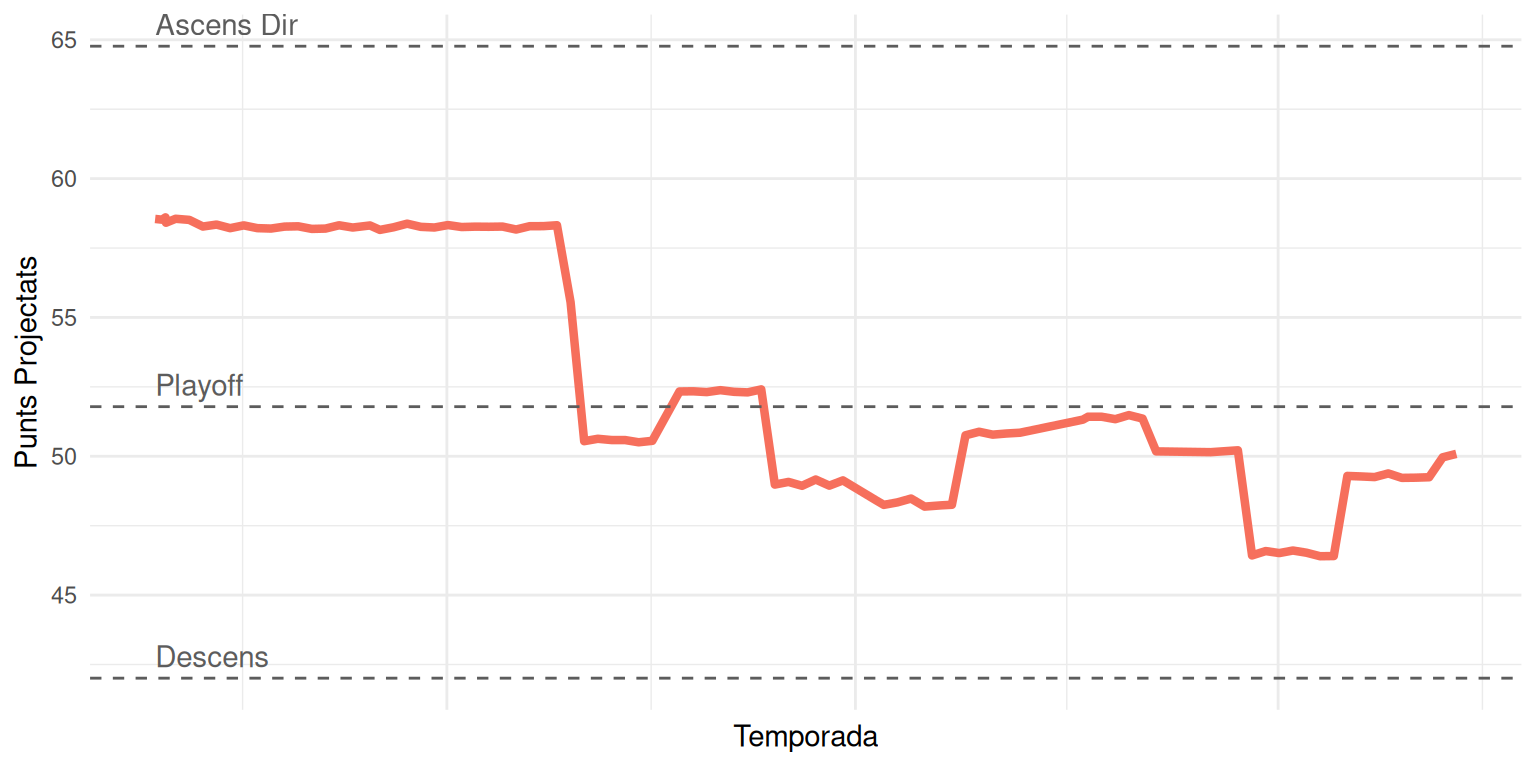 Ascens Dir
65
60
55
Playoff
50
45
Descens
Punts Projectats
Temporada